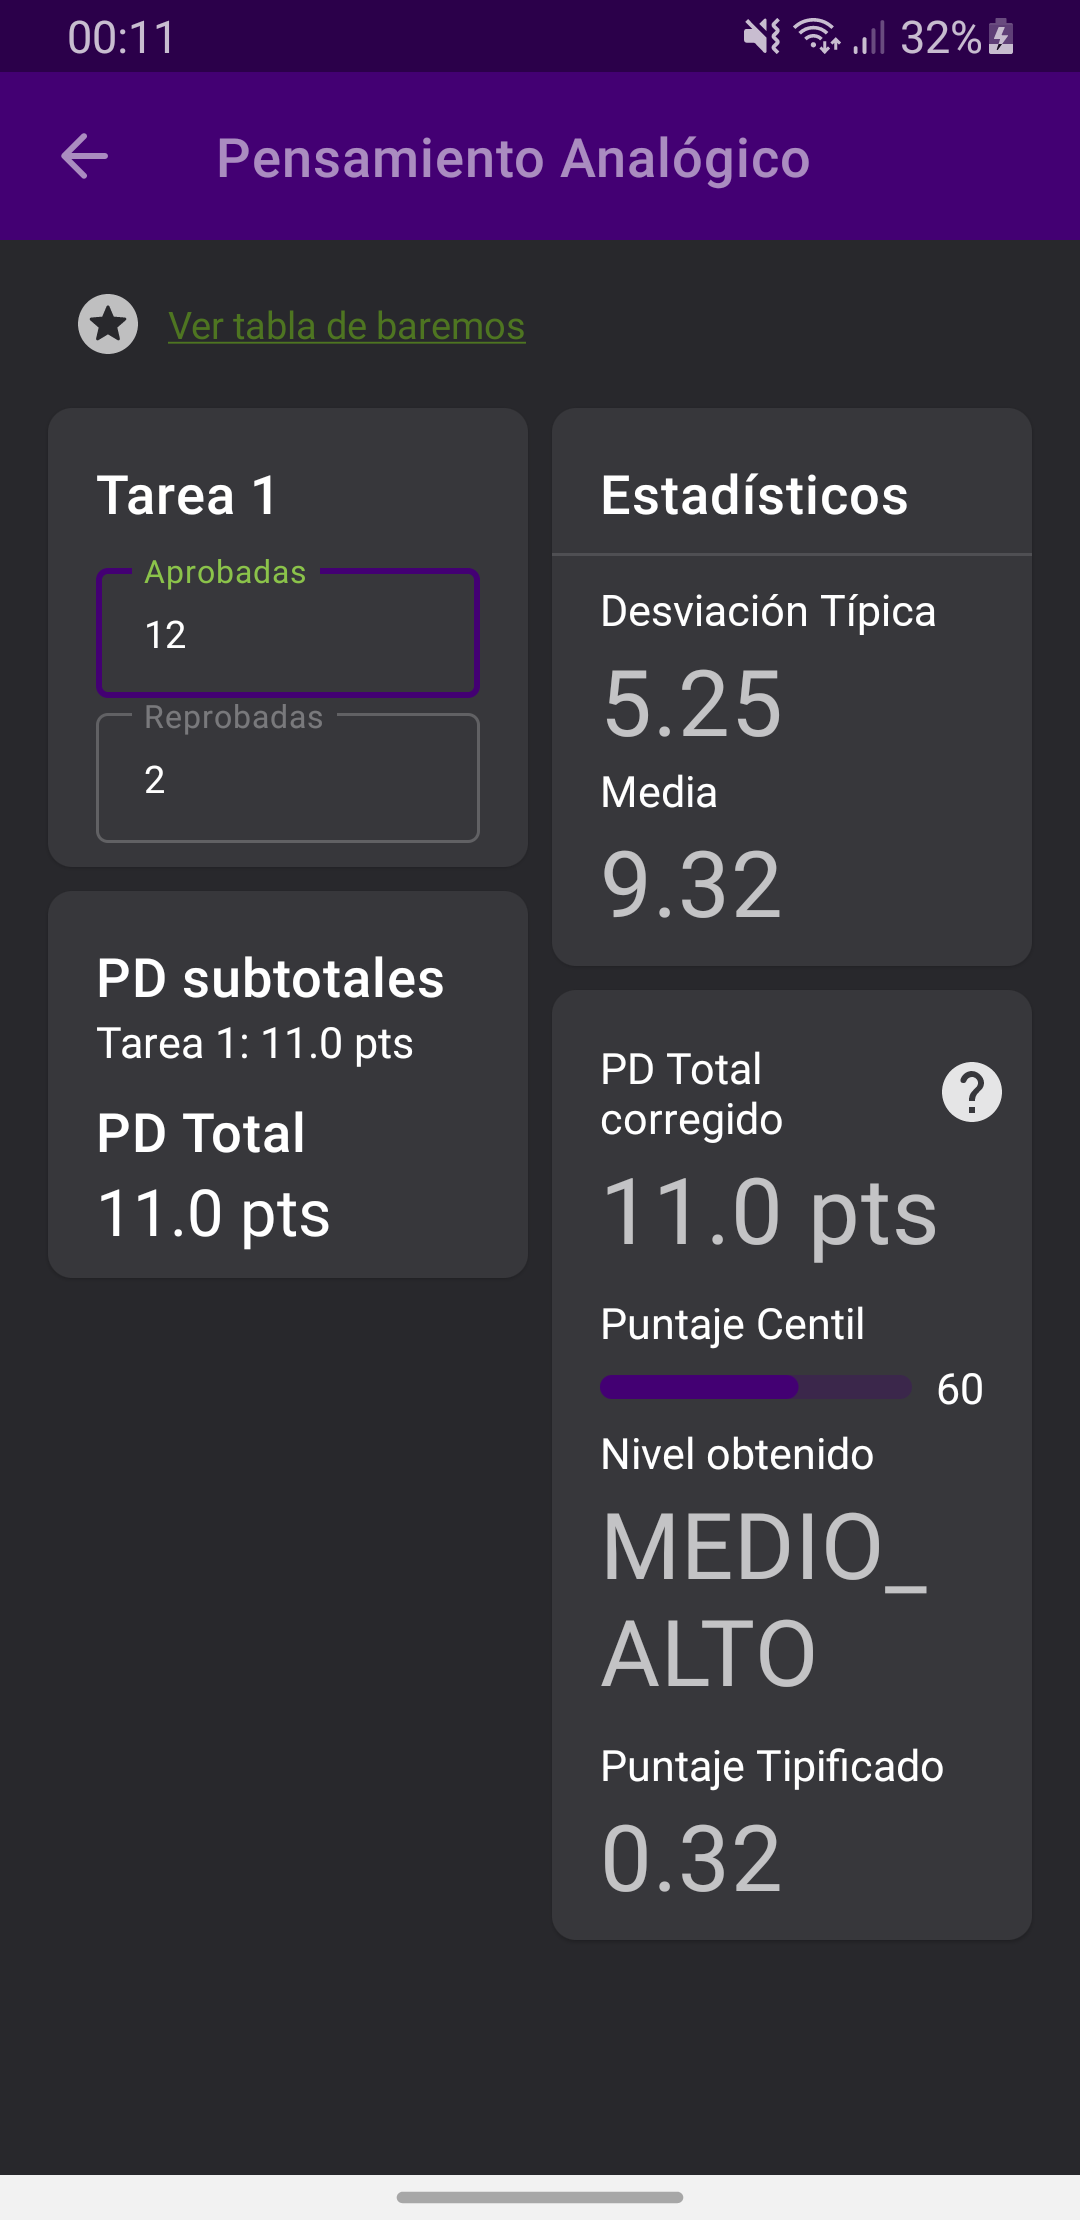 00:11
32%
Pensamiento Analógico
Ver tabla de baremos
Tarea 1
Aprobadas
12
Reprobadas
2
PD subtotales
Tarea 1: 11.0 pts
PD Total
11.0 pts
Estadísticos
Desviación Típica
5.25
Media
9.32
PD Total
corregido
11.0 pts
Puntaje Centil
60
Nivel obtenido
MEDIO_
ALTO
Puntaje Tipificado
0.32